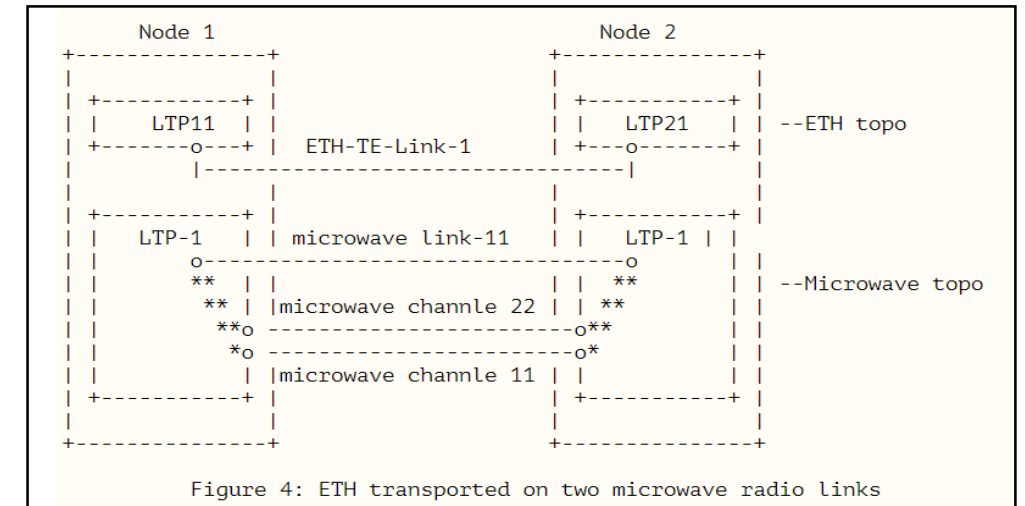 Node 1 Node 2
LTP11 LTP21 --ETH topo
ETH-TE-Link-1
LTP-1 microwave link-11 LTP-1
--Microwave topo
microwave channle 22
microwave channle 11
Figure 4: ETH transported on two microwave radio links